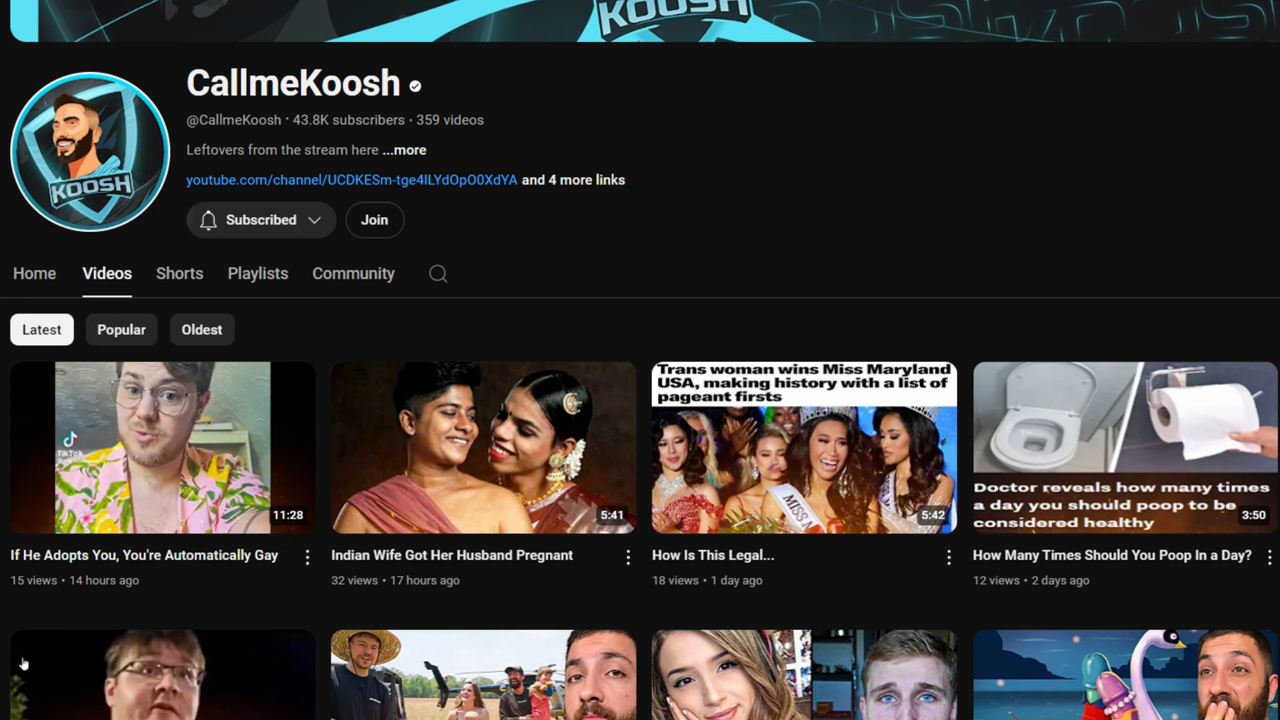 KOOSH
CallmeKoosh
@CallmeKoosh · 43.8K subscribers · 359 videos
Leftovers from the stream here ...more
youtube.com/channel/UCDKESm-tge4ILYdOpO0XdYA and 4 more links
KOOSH
Subscribed
Join
Home
Videos
Shorts
Playlists
Community
Latest
Popular
Oldest
TikTok
11:28
5:41
Trans woman wins Miss Maryland
USA, making history with a list of
pageant firsts
MISS
5:42
Doctor reveals how many times
a day you should poop to be
considered healthy
3:50
If He Adopts You, You're Automatically Gay
15 views • 14 hours ago
Indian Wife Got Her Husband Pregnant
32 views • 17 hours ago
How Is This Legal...
18 views • 1 day ago
How Many Times Should You Poop In a Day?
12 views • 2 days ago